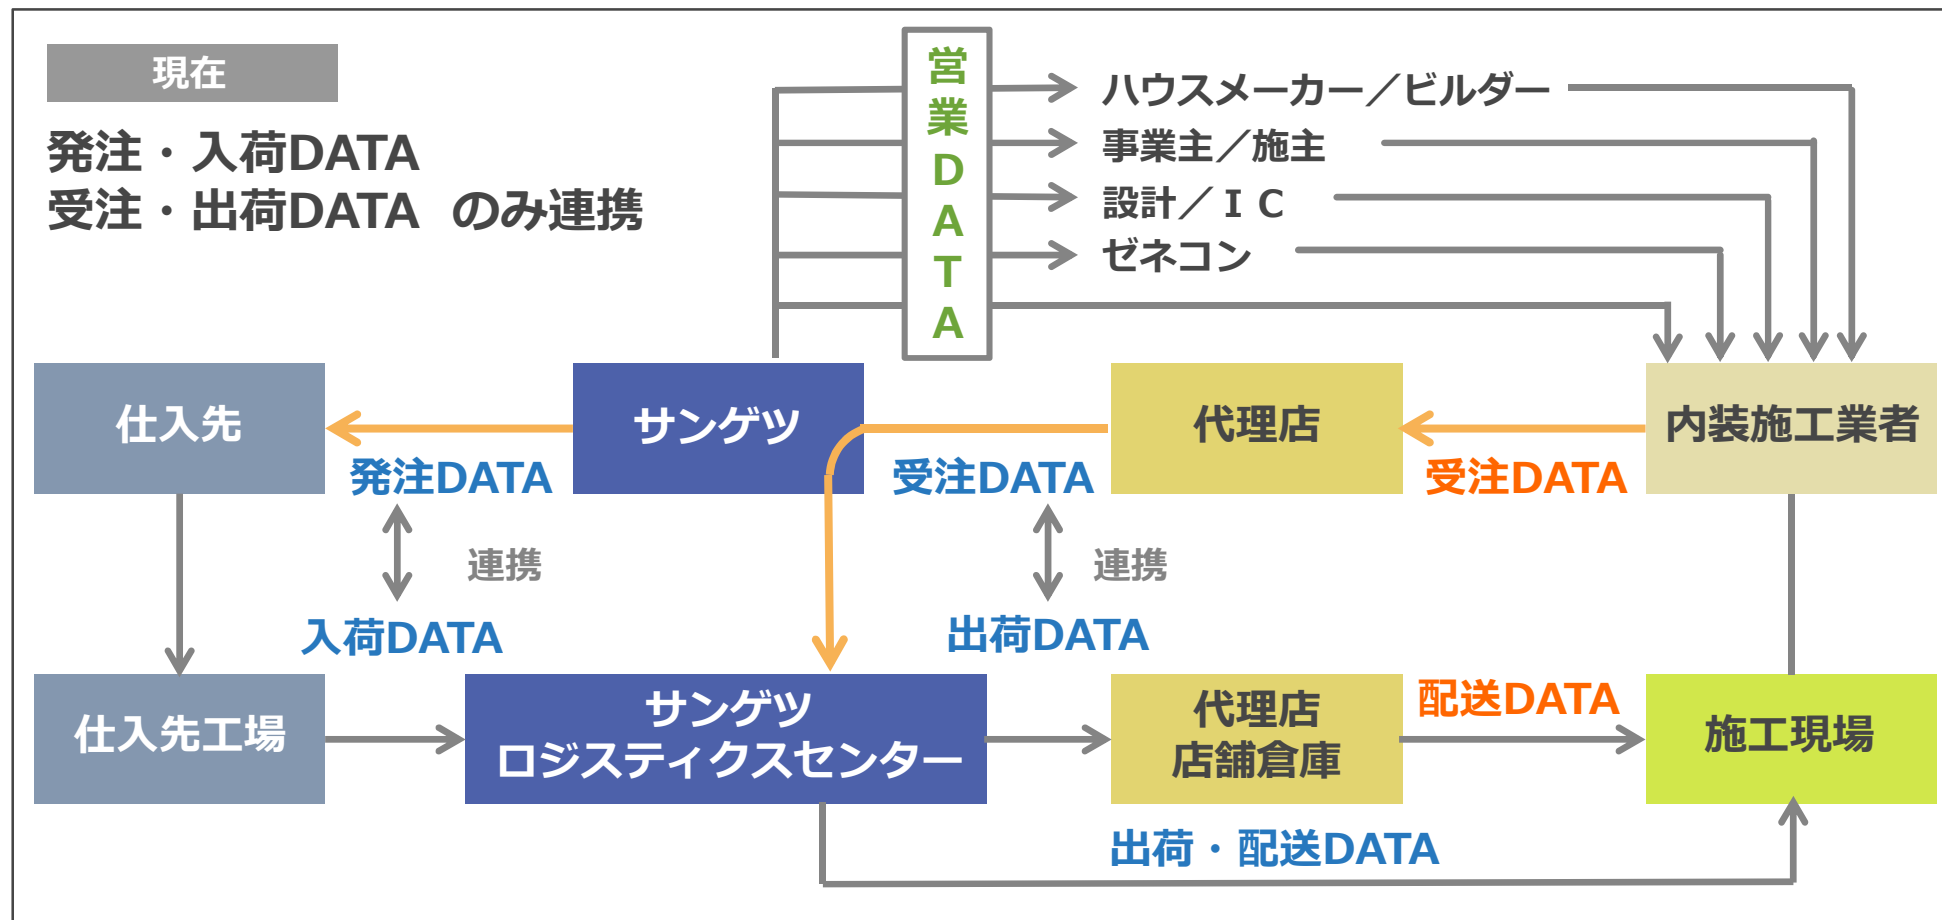 現在
発注・入荷DATA
受注・出荷DATA のみ連携
営業DATA
ハウスメーカー／ビルダー
事業主／施主
設計／ＩＣ
ゼネコン
仕入先
サンゲツ
代理店
内装施工業者
発注DATA
受注DATA
受注DATA
連携
連携
入荷DATA
出荷DATA
仕入先工場
サンゲツ
ロジスティクスセンター
代理店
店舗倉庫
配送DATA
施工現場
出荷・配送DATA